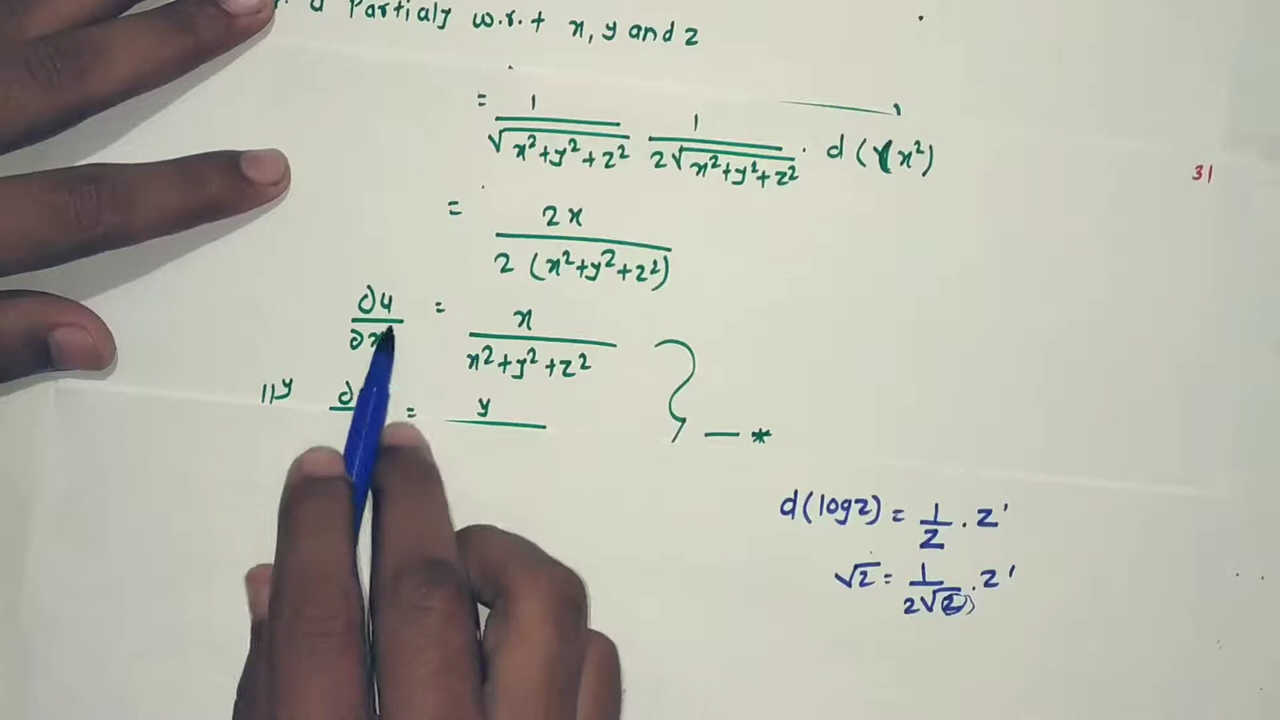 d Partialy w.r.t x, y and z
= 1/√(x²+y²+z²) 1/(2√(x²+y²+z²)) · d(x²)
31
= 2x/(2 (x²+y²+z²))
∂u/∂x = x/(x²+y²+z²)
||ly ∂ = y/ — *
d(logz) = 1/z . z'
√z = 1/(2√z) . z'